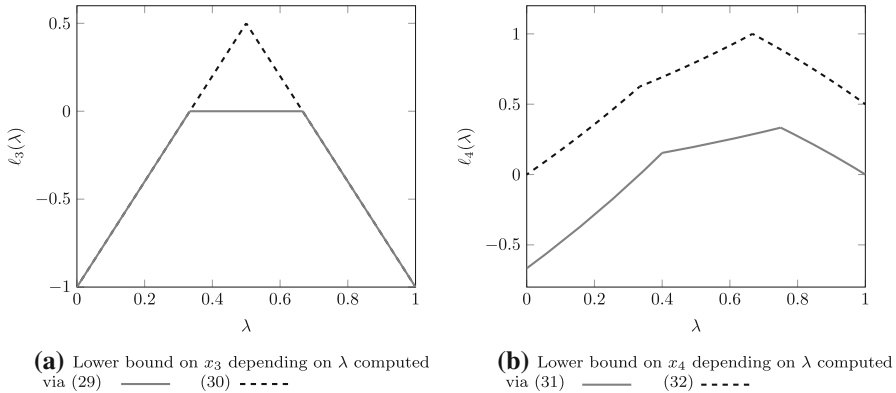 0.5
0
−0.5
−1
ℓ₃(λ)
0 0.2 0.4 0.6 0.8 1
λ
1
0.5
0
−0.5
ℓ₄(λ)
0 0.2 0.4 0.6 0.8 1
λ
(a) Lower bound on x₃ depending on λ computed
via (29) (30)
(b) Lower bound on x₄ depending on λ computed
via (31) (32)